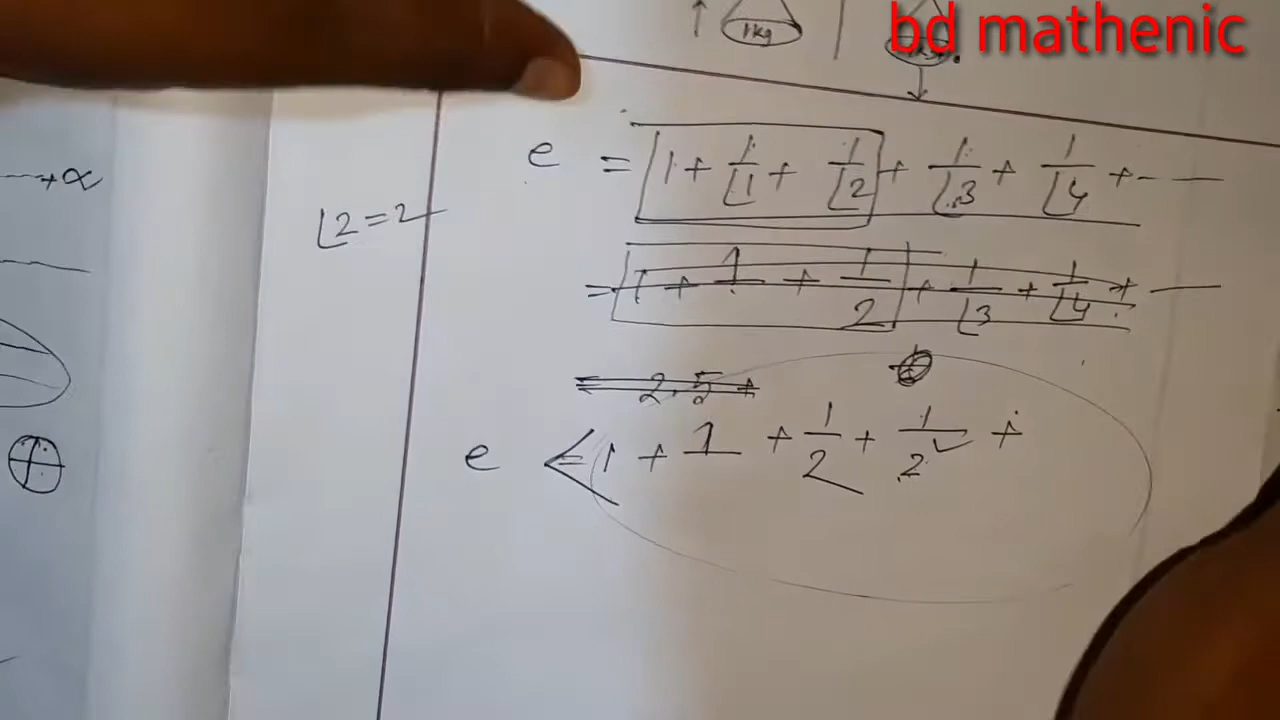 bd mathenic
1kg
→ ∝
e = 1 + 1/⌊1 + 1/⌊2 + 1/⌊3 + 1/⌊4 + - —
⌊2 = 2
= 1 + 1 + 1/2 + 1/⌊3 + 1/⌊4 + —
= 2.5 +
e < 1 + 1 + 1/2 + 1/2² +